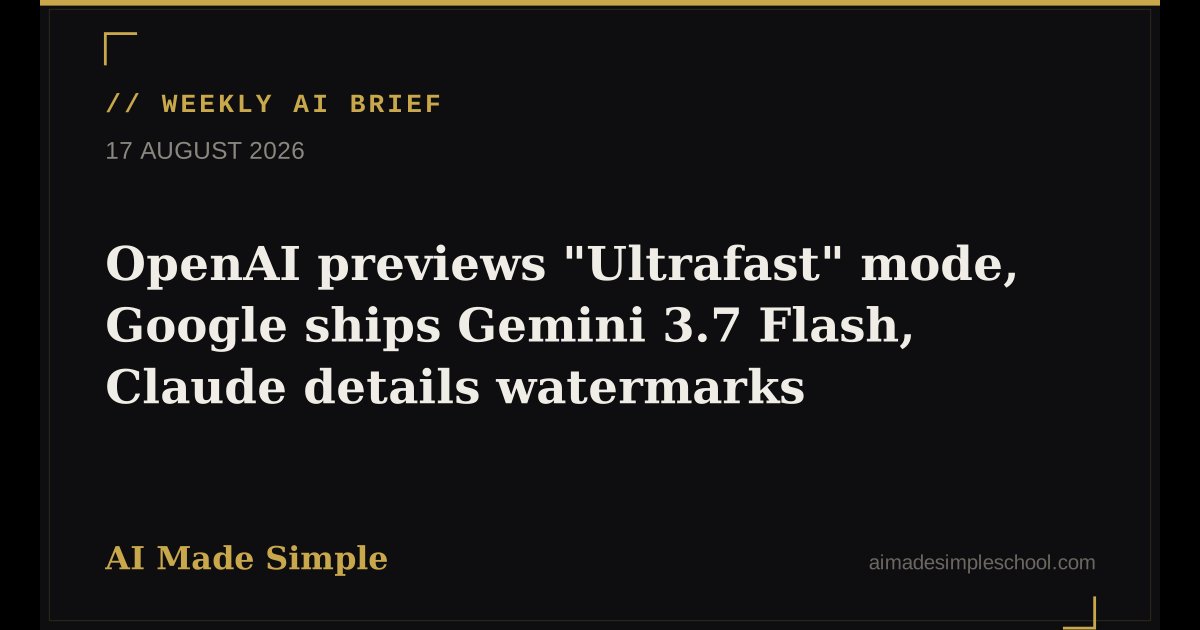 // WEEKLY AI BRIEF
17 AUGUST 2026
OpenAI previews "Ultrafast" mode,
Google ships Gemini 3.7 Flash,
Claude details watermarks
AI Made Simple
aimadesimpleschool.com